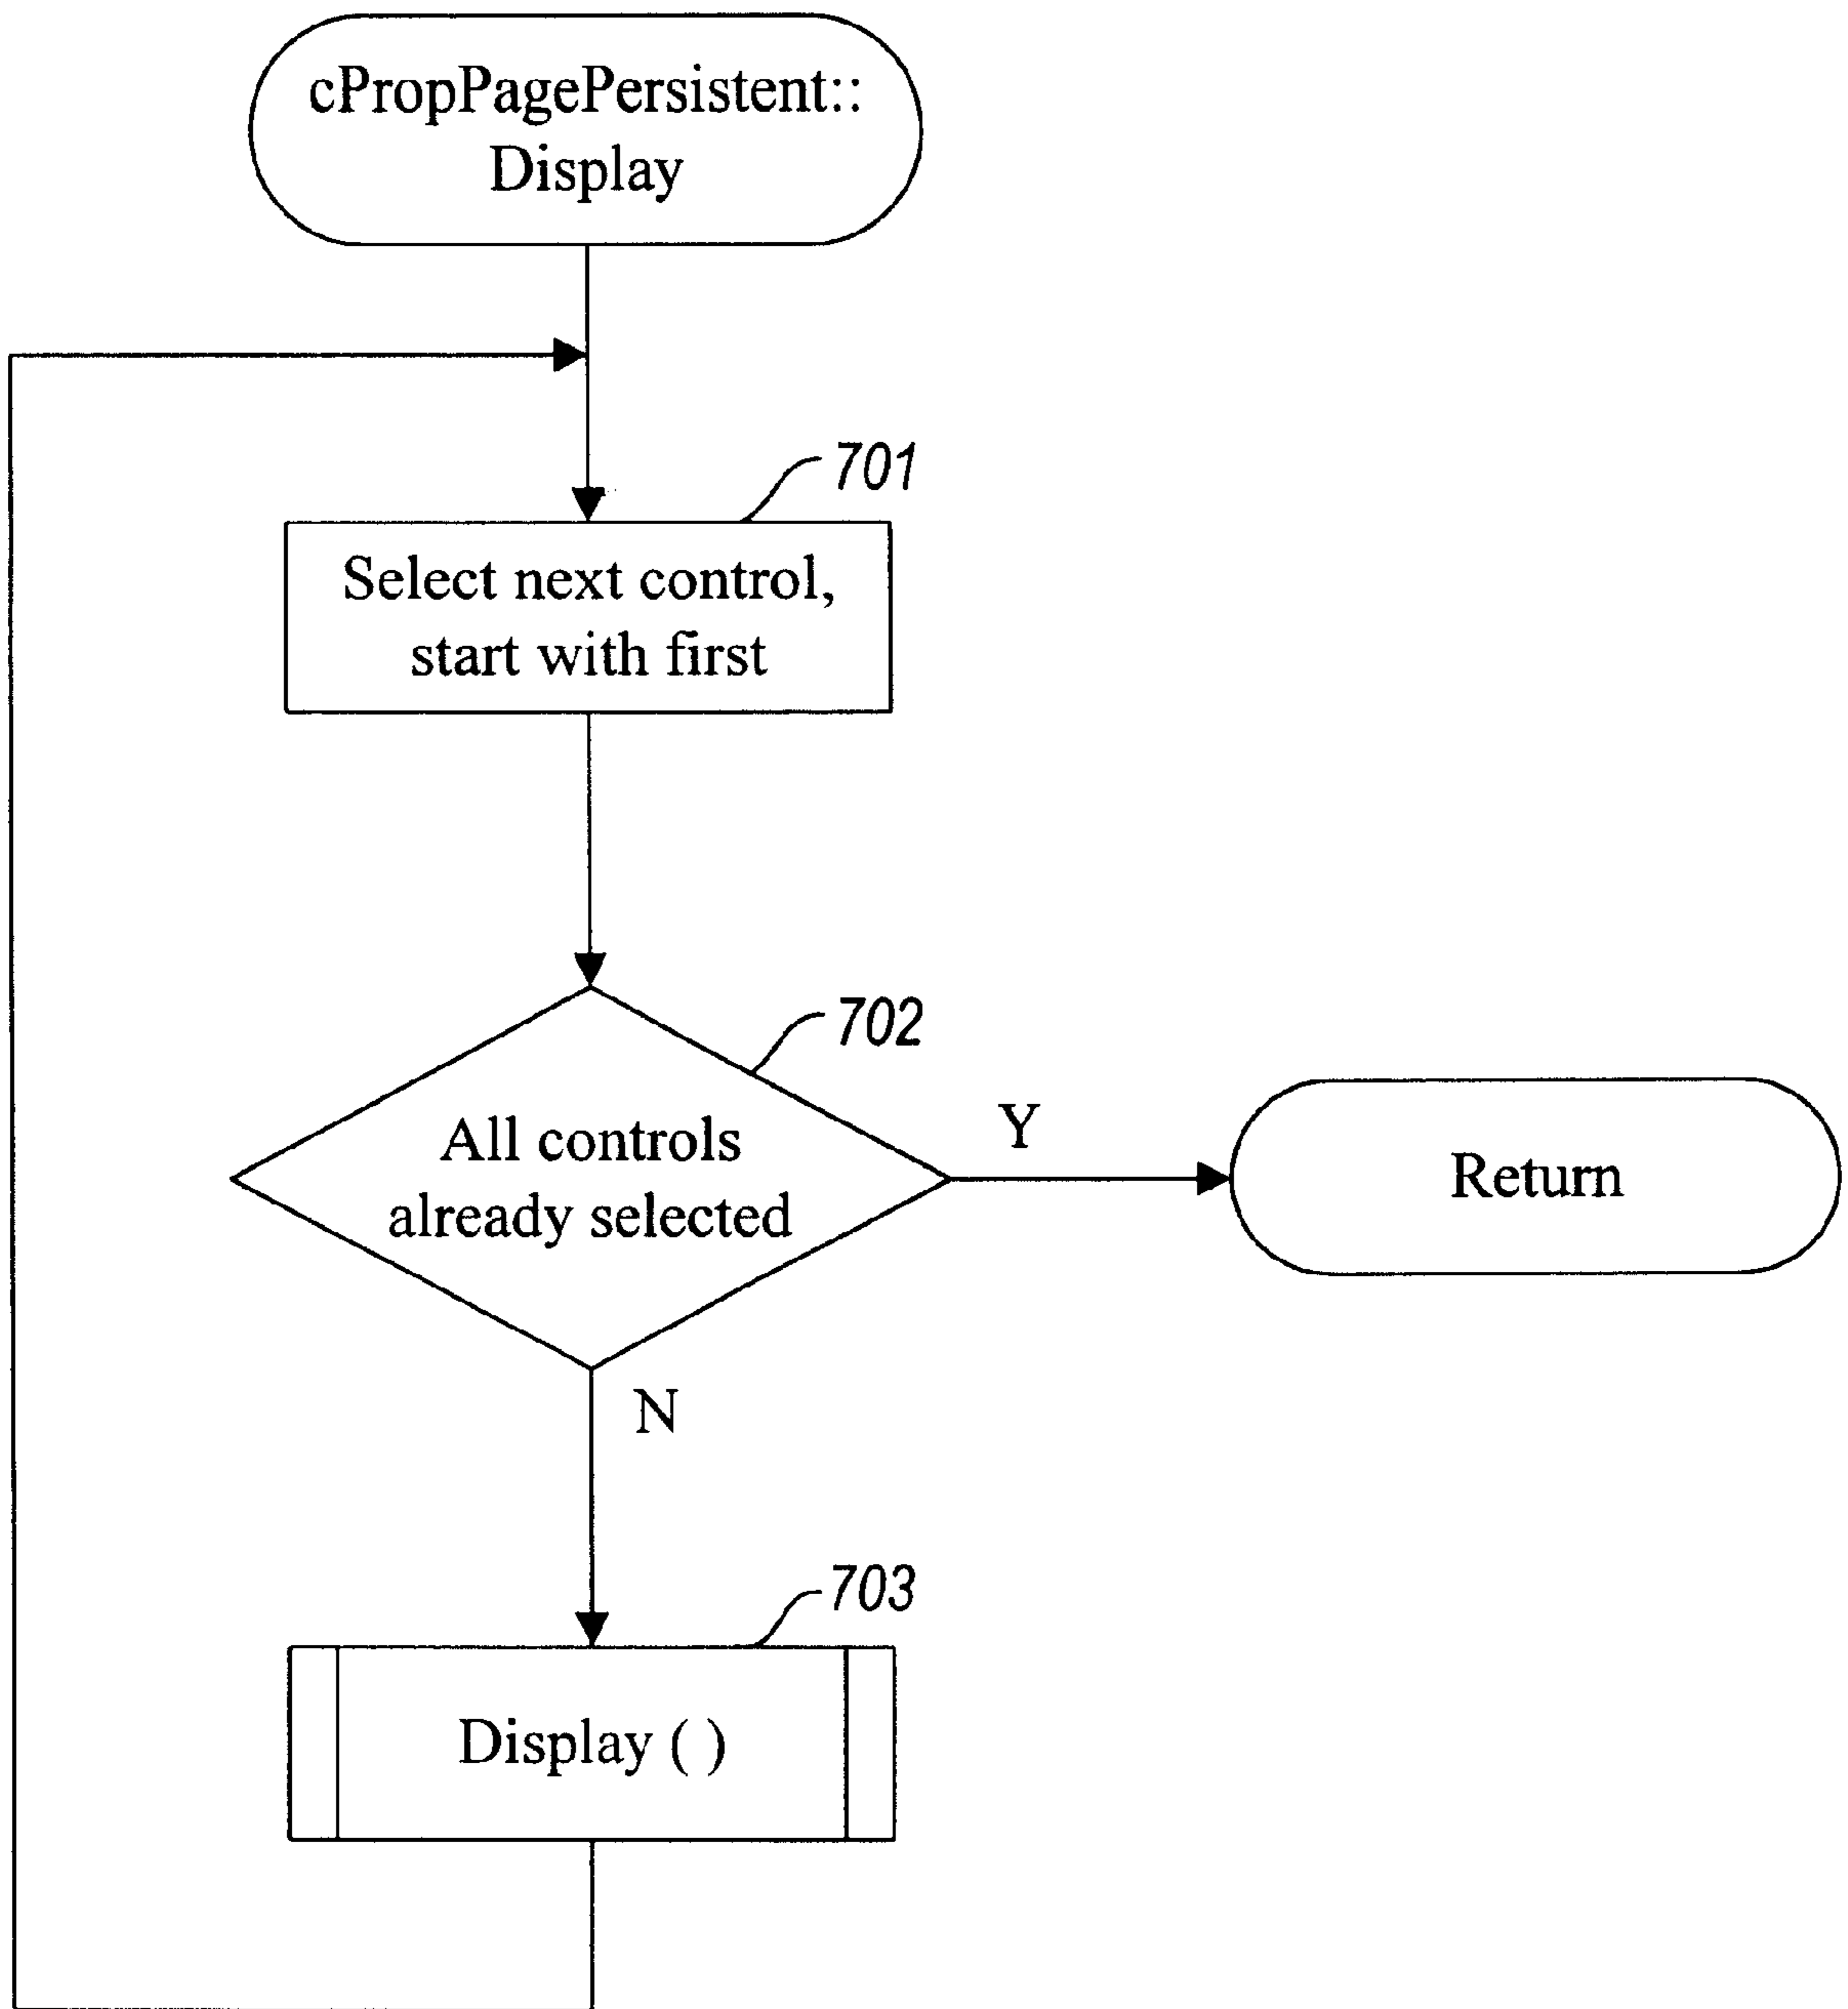 cPropPagePersistent::
Display
701
Select next control,
start with first
702
All controls
already selected
Y
Return
N
703
Display ( )